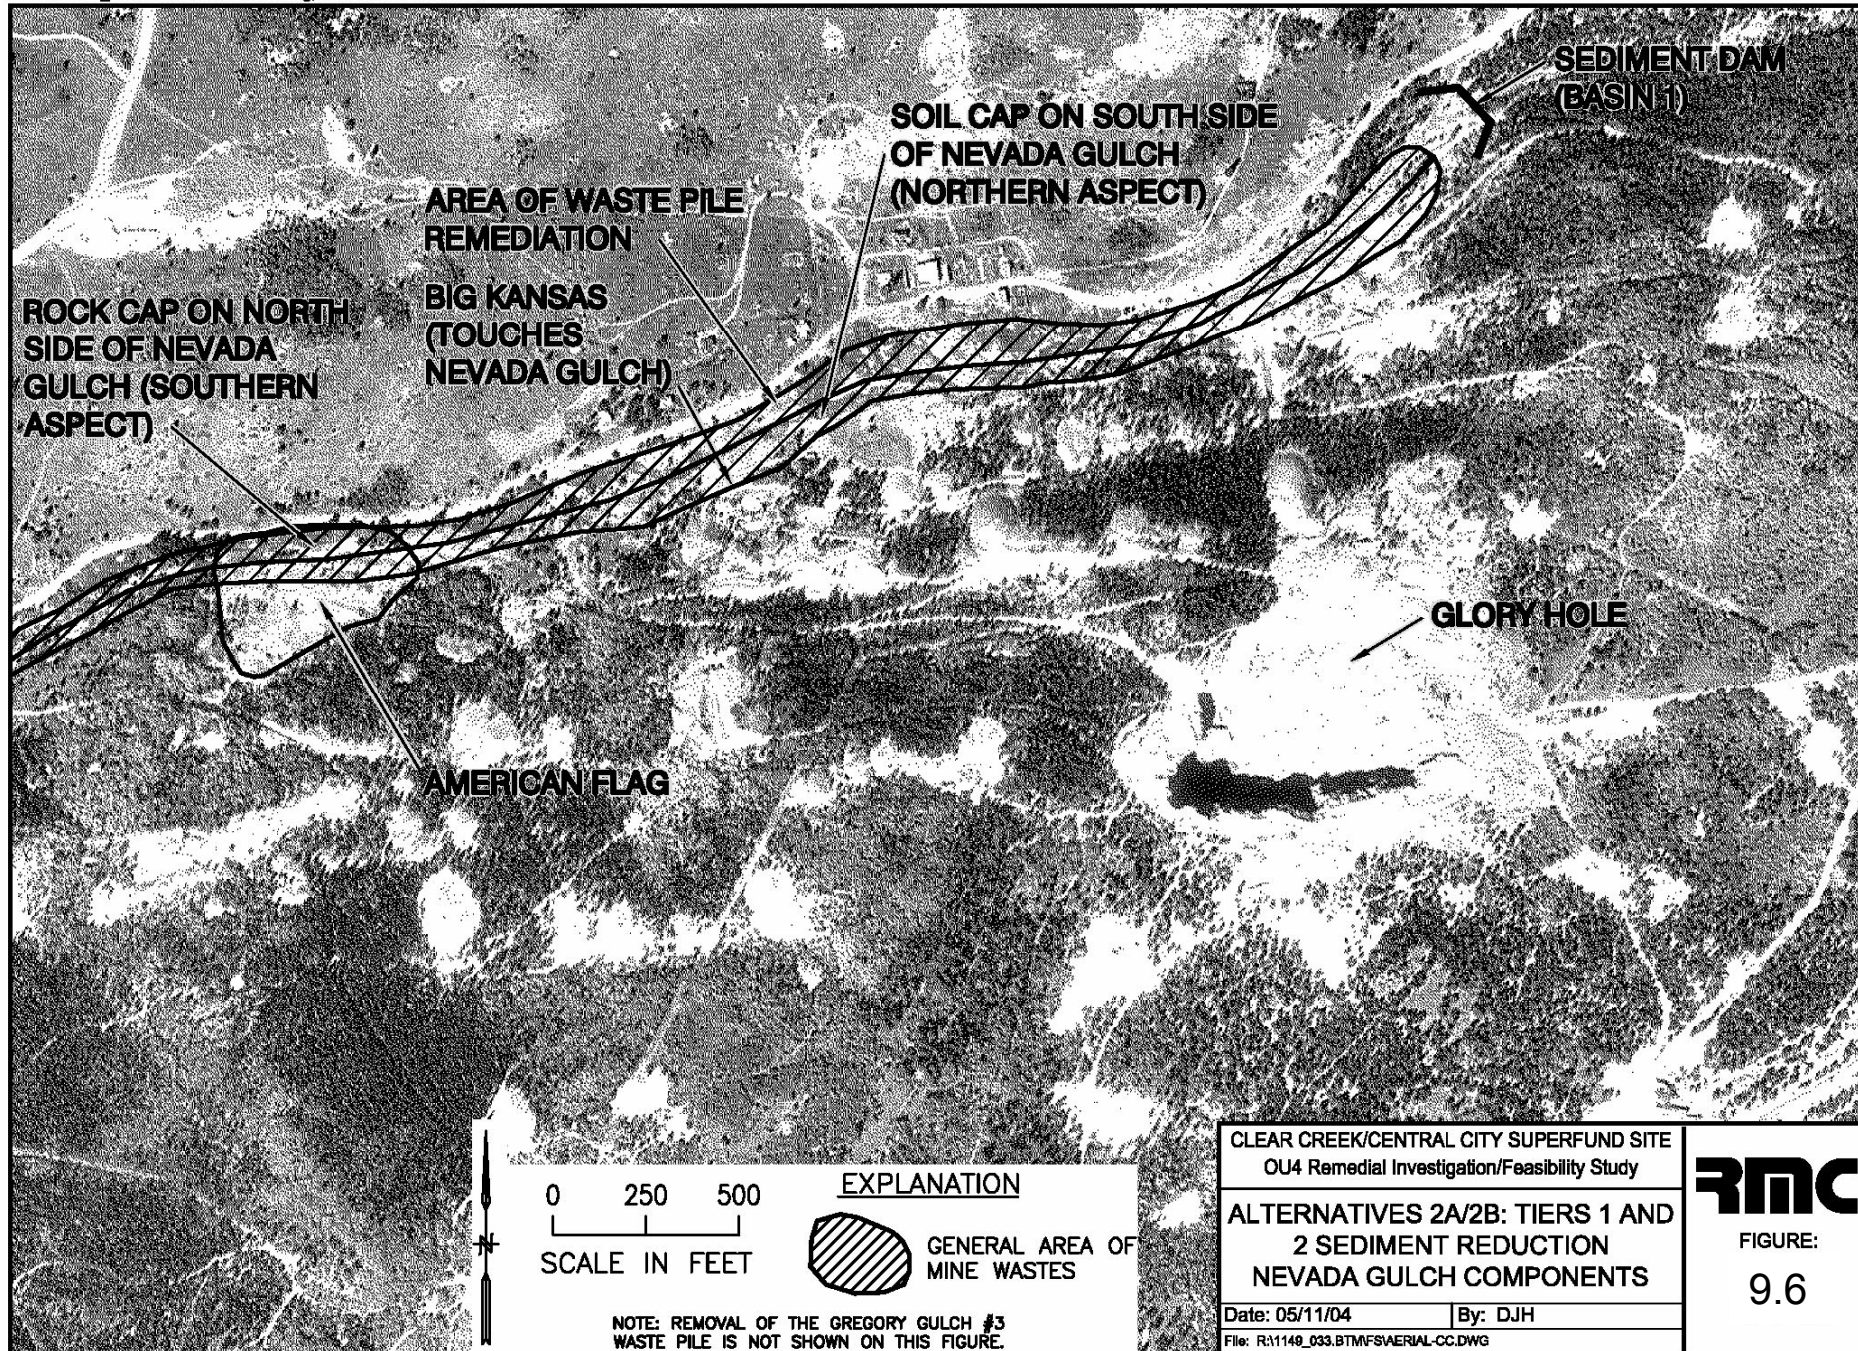 SEDIMENT DAM
(BASIN 1)
SOIL CAP ON SOUTH SIDE
OF NEVADA GULCH
(NORTHERN ASPECT)
AREA OF WASTE PILE
REMEDIATION
BIG KANSAS
(TOUCHES
NEVADA GULCH)
ROCK CAP ON NORTH
SIDE OF NEVADA
GULCH (SOUTHERN
ASPECT)
GLORY HOLE
AMERICAN FLAG
N
0 250 500
SCALE IN FEET
EXPLANATION
GENERAL AREA OF
MINE WASTES
NOTE: REMOVAL OF THE GREGORY GULCH #3
WASTE PILE IS NOT SHOWN ON THIS FIGURE.
CLEAR CREEK/CENTRAL CITY SUPERFUND SITE
OU4 Remedial Investigation/Feasibility Study
ALTERNATIVES 2A/2B: TIERS 1 AND
2 SEDIMENT REDUCTION
NEVADA GULCH COMPONENTS
Date: 05/11/04
By: DJH
File: R:\1149_033.BTM\FS\AERIAL-CC.DWG
RMC
FIGURE:
9.6